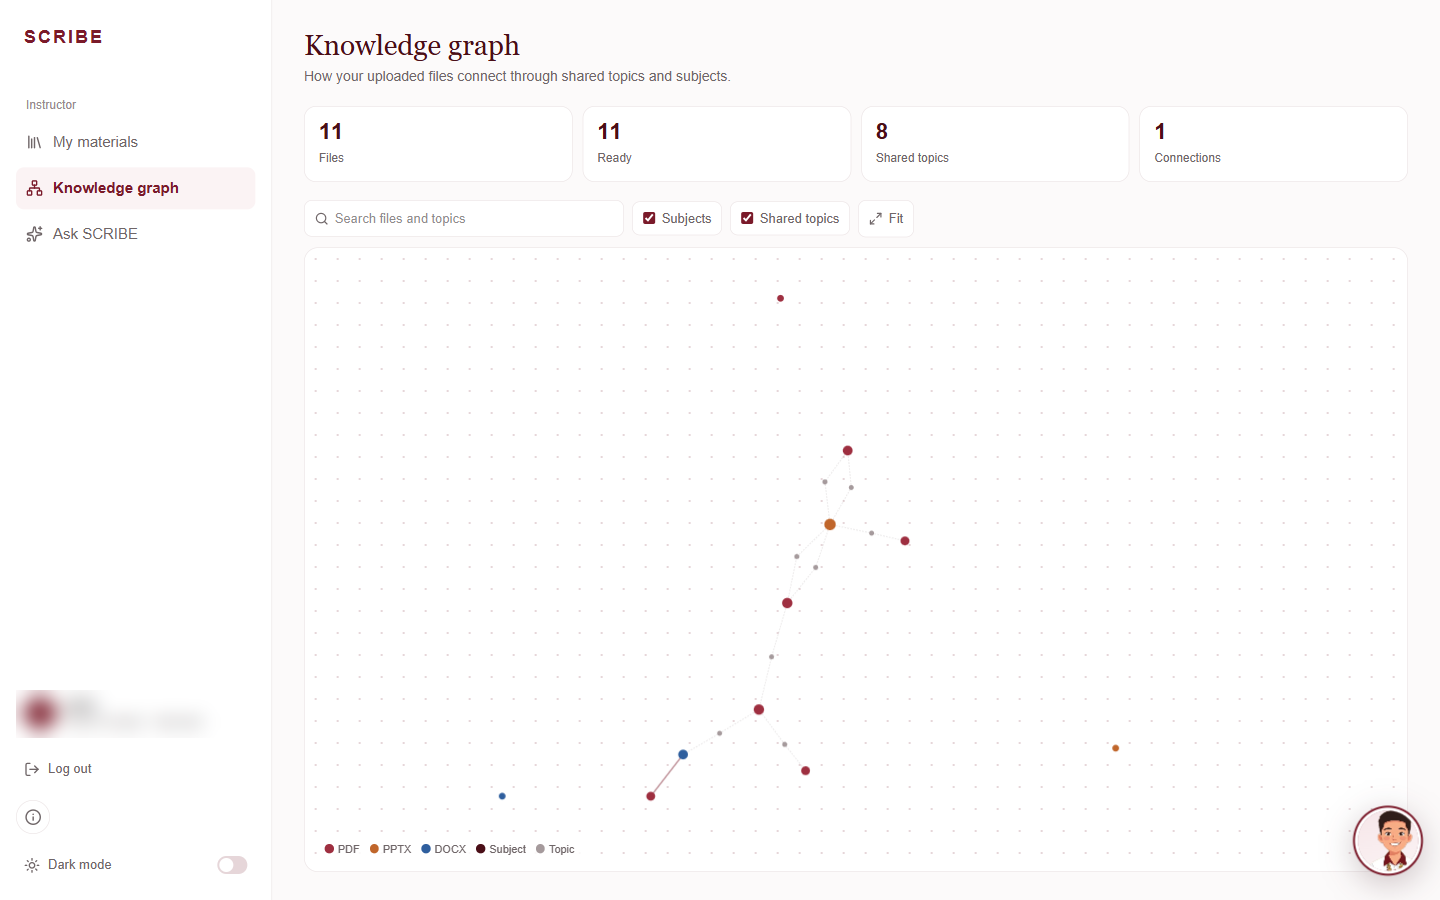 SCRIBE
Instructor
My materials
Knowledge graph
Ask SCRIBE
Log out
Dark mode
Knowledge graph
How your uploaded files connect through shared topics and subjects.
11
Files
11
Ready
8
Shared topics
1
Connections
Search files and topics
Subjects
Shared topics
Fit
PDF
PPTX
DOCX
Subject
Topic